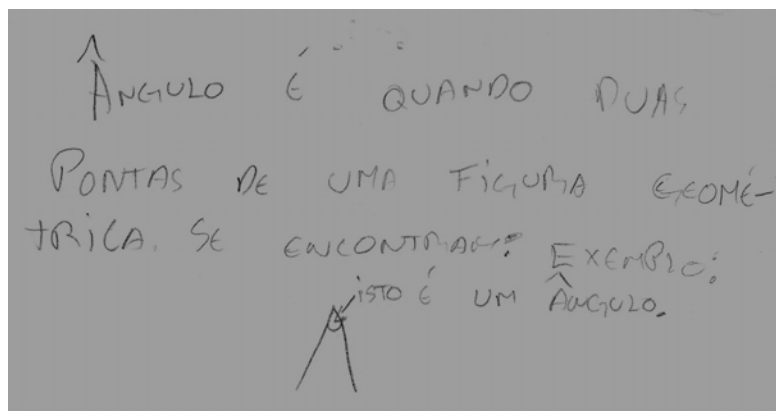 ÂNGULO É QUANDO DUAS
PONTAS DE UMA FIGURA GEOMÉ-
TRICA. SE ENCONTRAM: EXEMPLO:
ISTO É UM ÂNGULO.